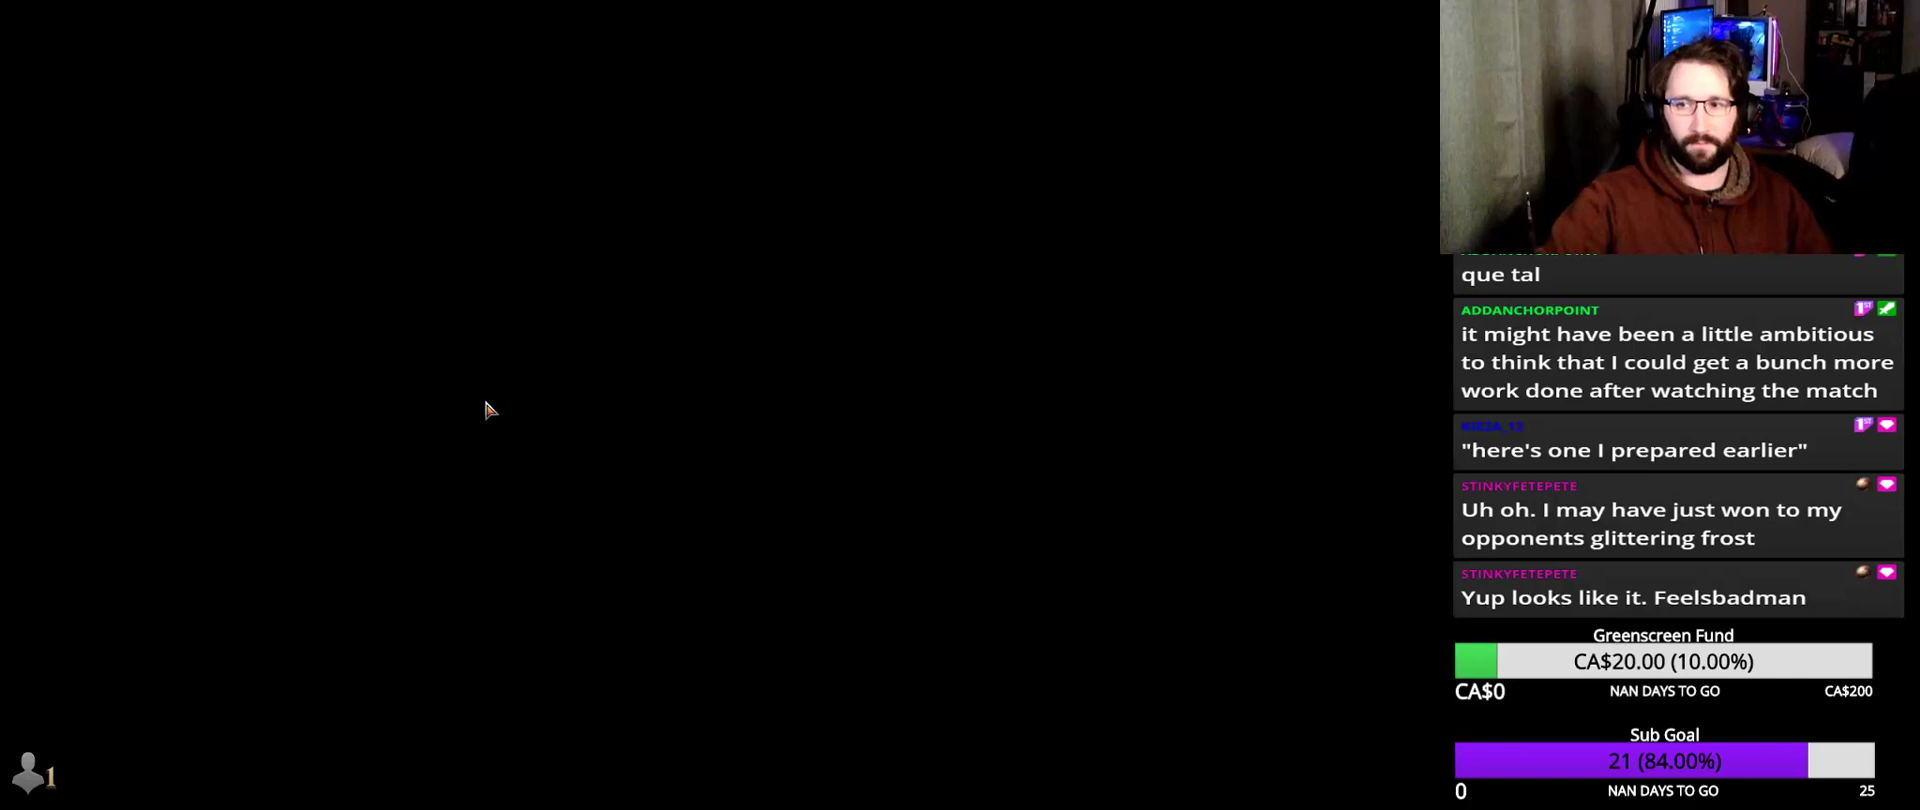 que tal
ADDANCHORPOINT
it might have been a little ambitious
to think that I could get a bunch more
work done after watching the match
"here's one I prepared earlier"
STINKYFETEPETE
Uh oh. I may have just won to my
opponents glittering frost
STINKYFETEPETE
Yup looks like it. Feelsbadman
Greenscreen Fund
CA$20.00 (10.00%)
CA$0 NAN DAYS TO GO CA$200
Sub Goal
21 (84.00%)
0 NAN DAYS TO GO 25
1